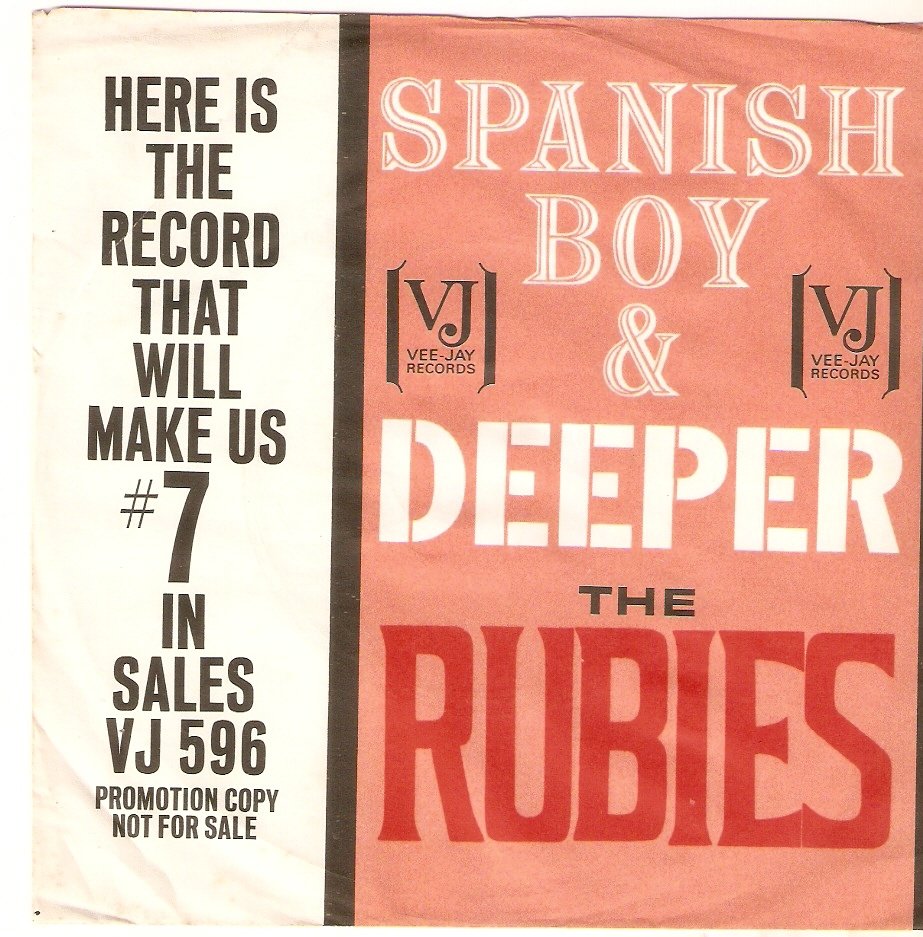 HERE IS
THE
RECORD
THAT
WILL
MAKE US
#7
IN
SALES
VJ 596
PROMOTION COPY
NOT FOR SALE
SPANISH
BOY
&
VJ
VEE-JAY
RECORDS
VJ
VEE-JAY
RECORDS
DEEPER
THE
RUBIES